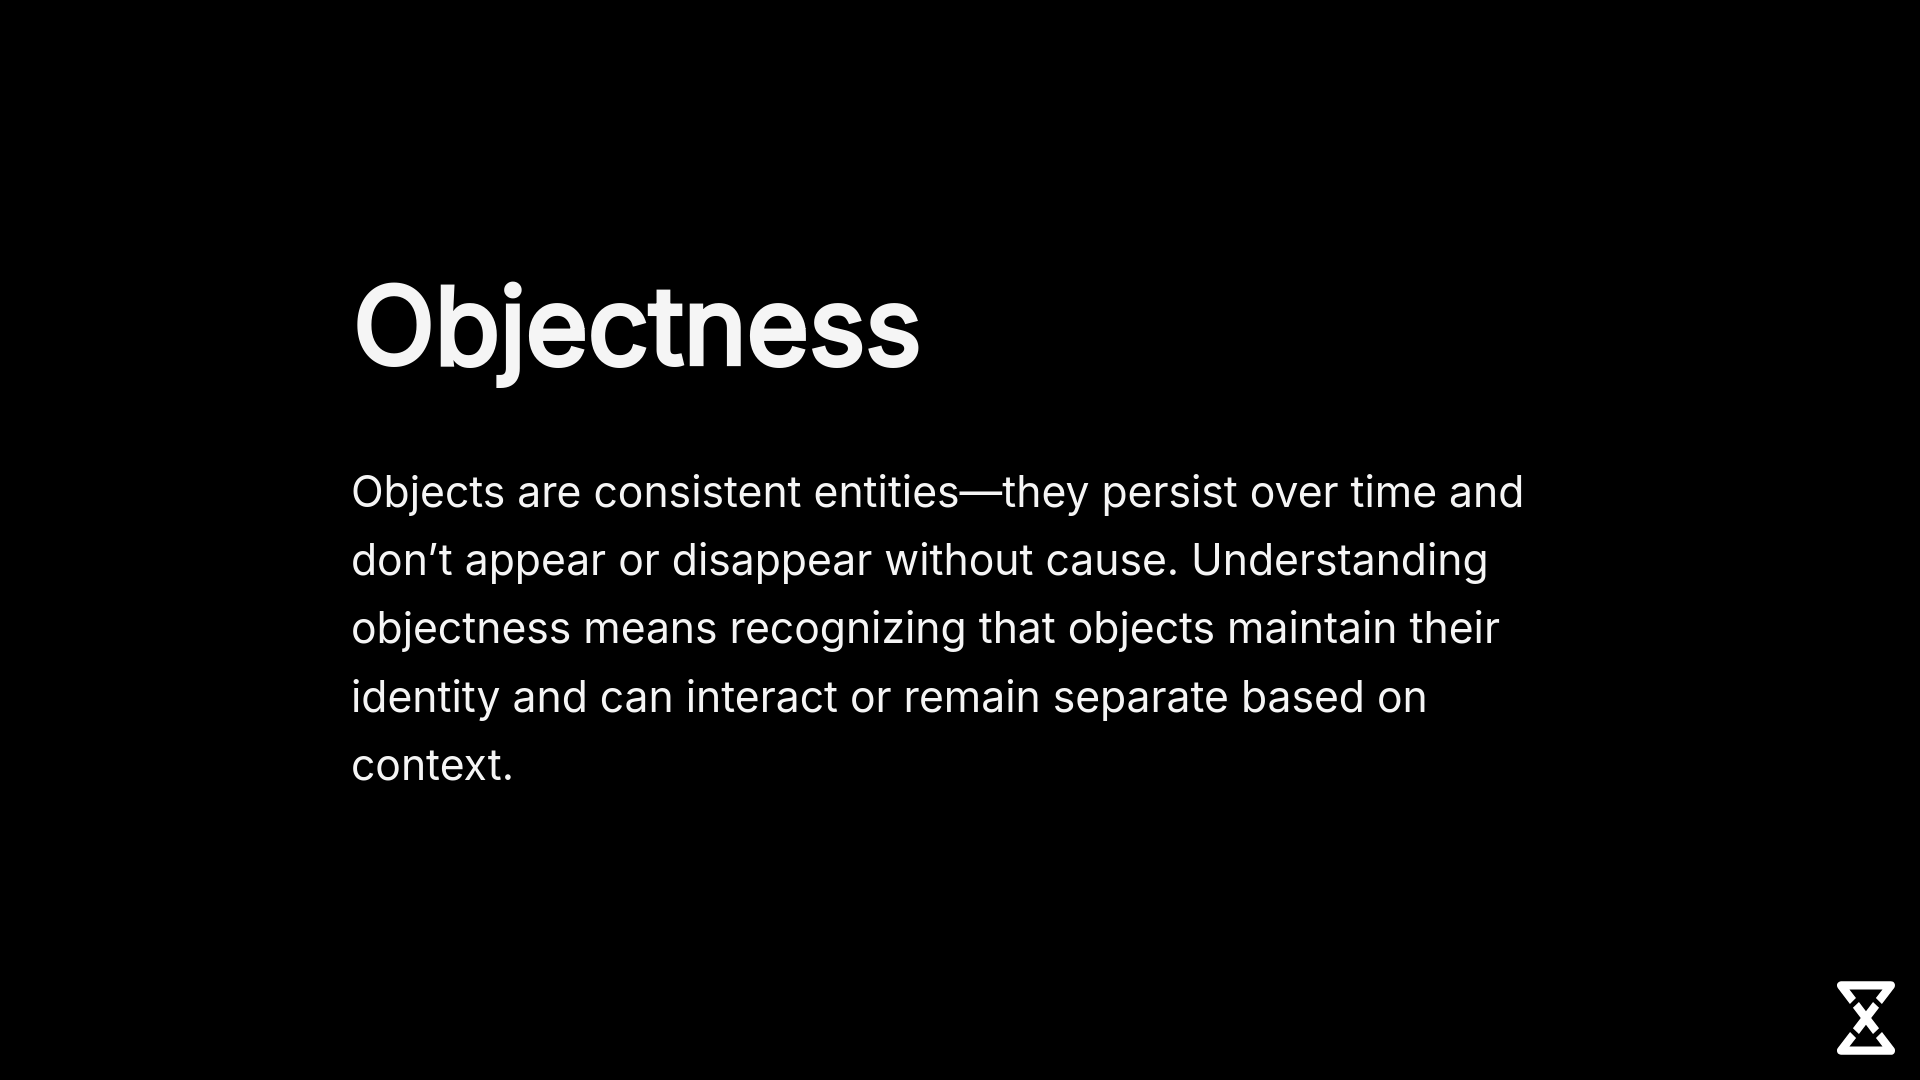 Objectness
Objects are consistent entities—they persist over time and
don’t appear or disappear without cause. Understanding
objectness means recognizing that objects maintain their
identity and can interact or remain separate based on
context.